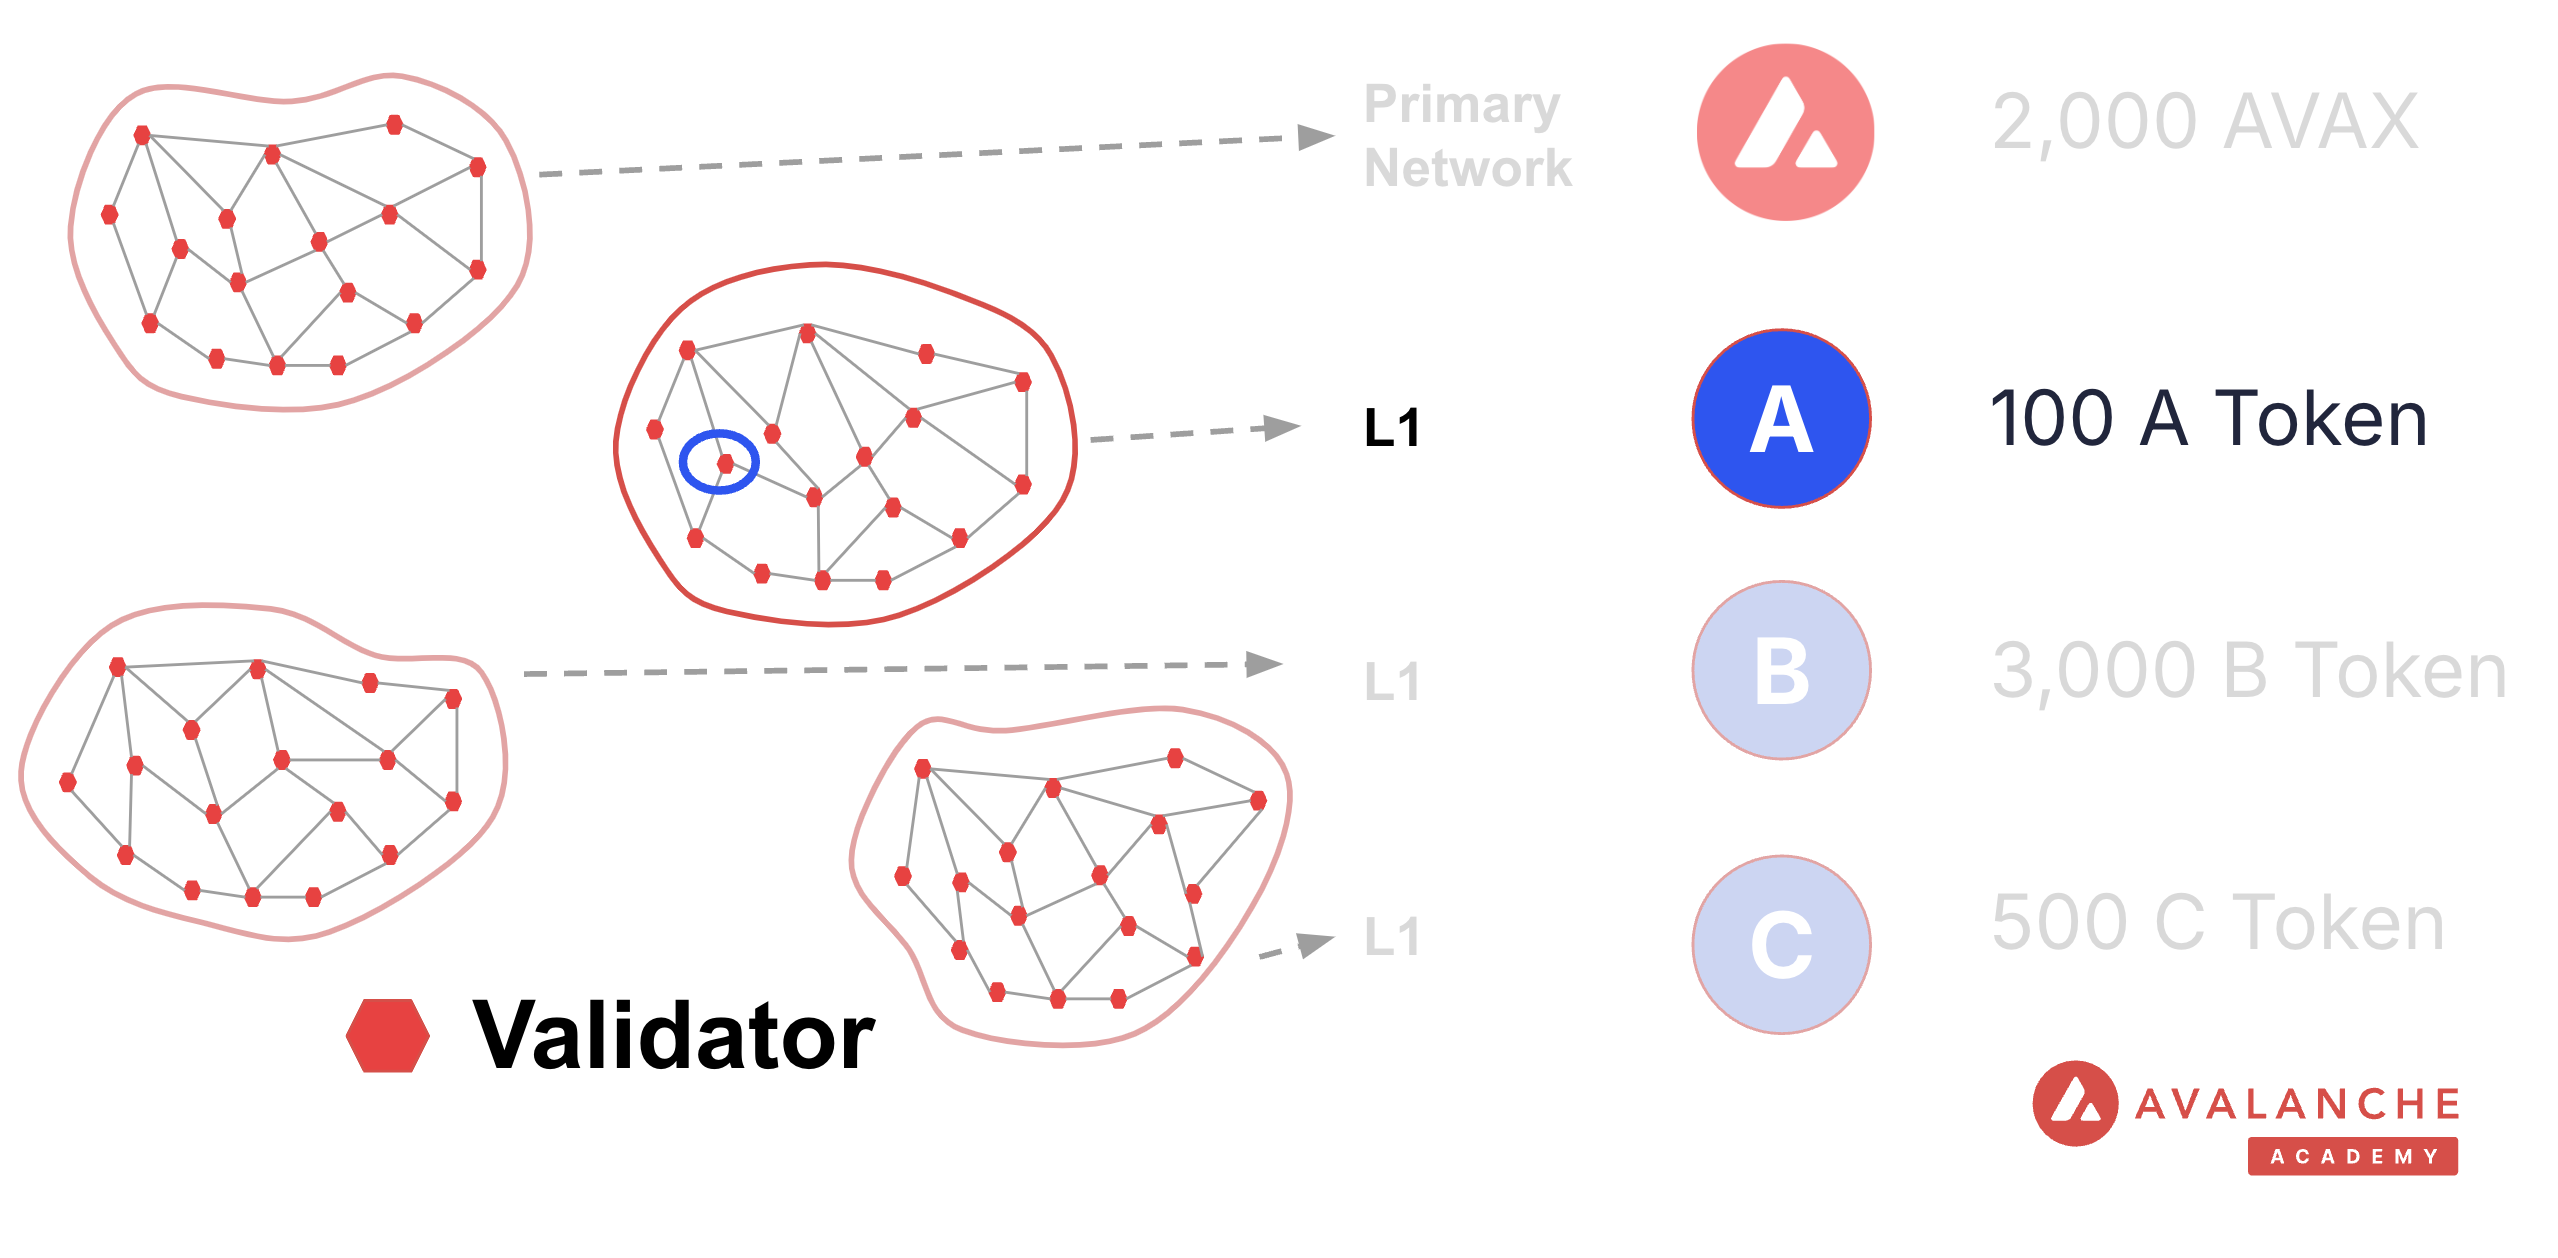 Primary
Network
2,000 AVAX
L1
A
100 A Token
L1
B
3,000 B Token
L1
C
500 C Token
Validator
AVALANCHE
ACADEMY